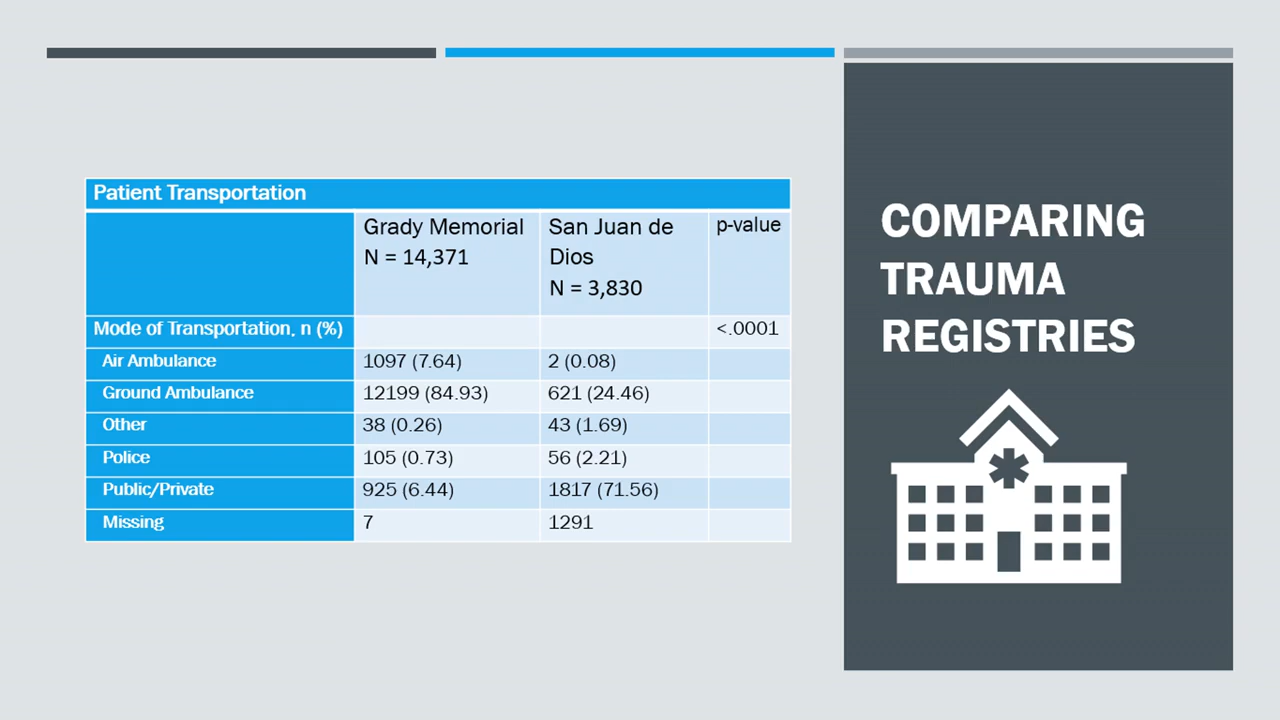 Patient Transportation
Grady Memorial
N = 14,371
San Juan de
Dios
N = 3,830
p-value
Mode of Transportation, n (%)
<.0001
Air Ambulance
1097 (7.64)
2 (0.08)
Ground Ambulance
12199 (84.93)
621 (24.46)
Other
38 (0.26)
43 (1.69)
Police
105 (0.73)
56 (2.21)
Public/Private
925 (6.44)
1817 (71.56)
Missing
7
1291
COMPARING
TRAUMA
REGISTRIES